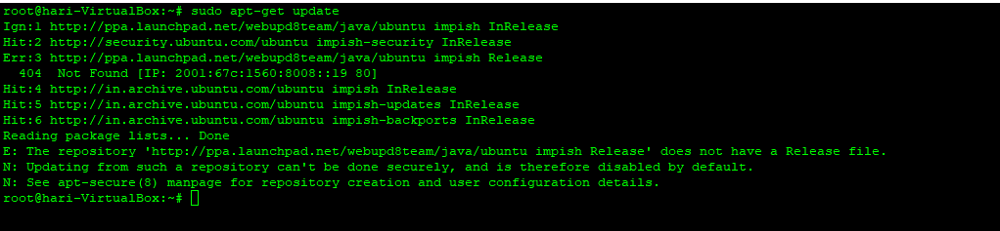 root@hari-VirtualBox:~# sudo apt-get update
Ign:1 http://ppa.launchpad.net/webupd8team/java/ubuntu impish InRelease
Hit:2 http://security.ubuntu.com/ubuntu impish-security InRelease
Err:3 http://ppa.launchpad.net/webupd8team/java/ubuntu impish Release
  404  Not Found [IP: 2001:67c:1560:8008::19 80]
Hit:4 http://in.archive.ubuntu.com/ubuntu impish InRelease
Hit:5 http://in.archive.ubuntu.com/ubuntu impish-updates InRelease
Hit:6 http://in.archive.ubuntu.com/ubuntu impish-backports InRelease
Reading package lists... Done
E: The repository 'http://ppa.launchpad.net/webupd8team/java/ubuntu impish Release' does not have a Release file.
N: Updating from such a repository can't be done securely, and is therefore disabled by default.
N: See apt-secure(8) manpage for repository creation and user configuration details.
root@hari-VirtualBox:~#